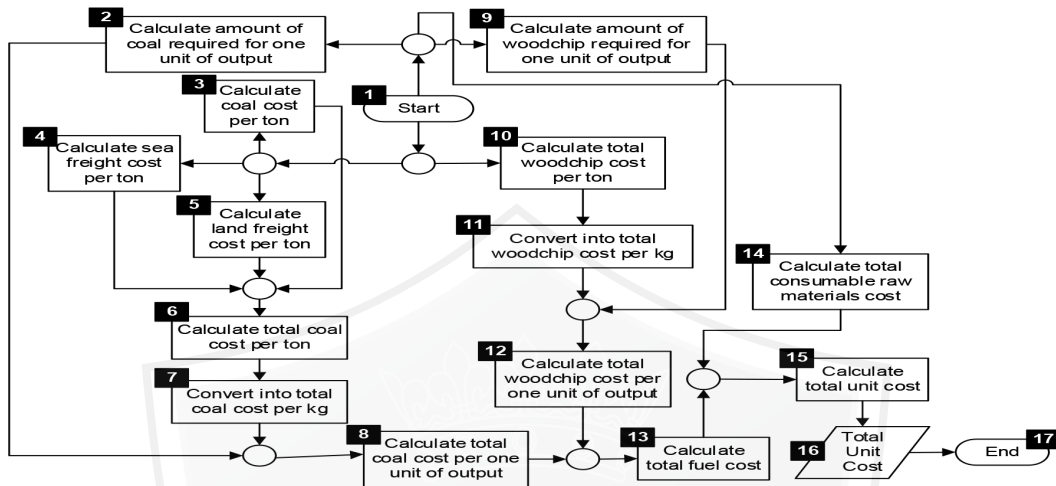 2
Calculate amount of
coal required for one
unit of output
9
Calculate amount of
woodchip required for
one unit of output
3
Calculate
coal cost
per ton
1
Start
4
Calculate sea
freight cost
per ton
10
Calculate total
woodchip cost
per ton
5
Calculate
land freight
cost per ton
11
Convert into total
woodchip cost per kg
14
Calculate total
consumable raw
materials cost
6
Calculate total coal
cost per ton
12
Calculate total
woodchip cost per
one unit of output
15
Calculate
total unit cost
7
Convert into total
coal cost per kg
8
Calculate total
coal cost per one
unit of output
13
Calculate
total fuel cost
16
Total
Unit
Cost
17
End